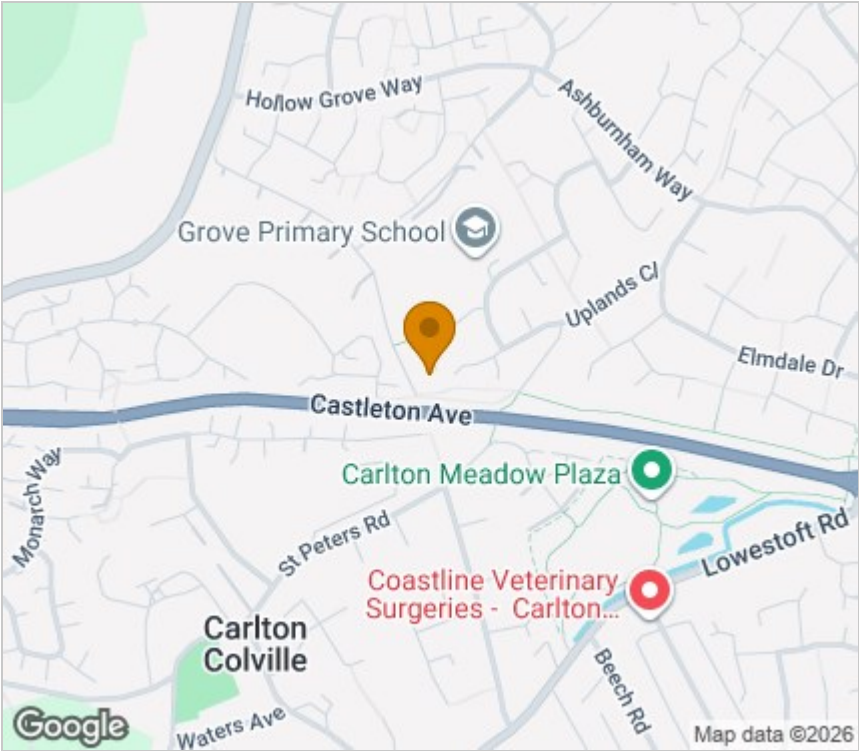 Hollow Grove Way
Ashburnham Way
Grove Primary School
Uplands Cl
Elmdale Dr
Castleton Ave
Monarch Way
Carlton Meadow Plaza
St Peters Rd
Lowestoft Rd
Coastline Veterinary
Surgeries - Carlton...
Carlton
Colville
Beech Rd
Waters Ave
Google
Map data ©2026